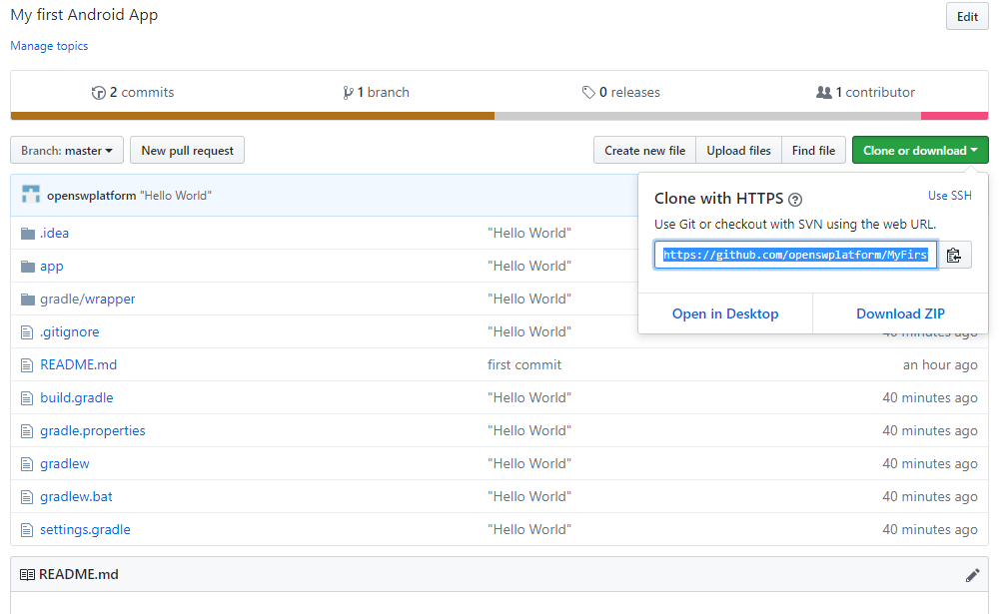 My first Android App
Edit
Manage topics
2 commits
1 branch
0 releases
1 contributor
Branch: master
New pull request
Create new file
Upload files
Find file
Clone or download
openswplatform "Hello World"
Clone with HTTPS
Use SSH
Use Git or checkout with SVN using the web URL.
https://github.com/openswplatform/MyFirs
Open in Desktop
Download ZIP
.idea "Hello World"
app "Hello World"
gradle/wrapper "Hello World"
.gitignore "Hello World" 40 minutes ago
README.md first commit an hour ago
build.gradle "Hello World" 40 minutes ago
gradle.properties "Hello World" 40 minutes ago
gradlew "Hello World" 40 minutes ago
gradlew.bat "Hello World" 40 minutes ago
settings.gradle "Hello World" 40 minutes ago
README.md